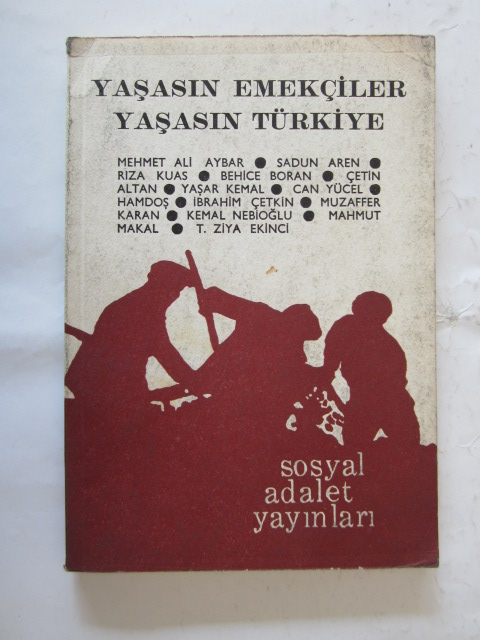 YAŞASIN EMEKÇİLER
YAŞASIN TÜRKİYE
MEHMET ALİ AYBAR ● SADUN AREN ●
RIZA KUAS ● BEHİCE BORAN ● ÇETİN
ALTAN ● YAŞAR KEMAL ● CAN YÜCEL ●
HAMDOŞ ● İBRAHİM ÇETKİN ● MUZAFFER
KARAN ● KEMAL NEBİOĞLU ● MAHMUT
MAKAL ● T. ZİYA EKİNCİ
sosyal
adalet
yayınları